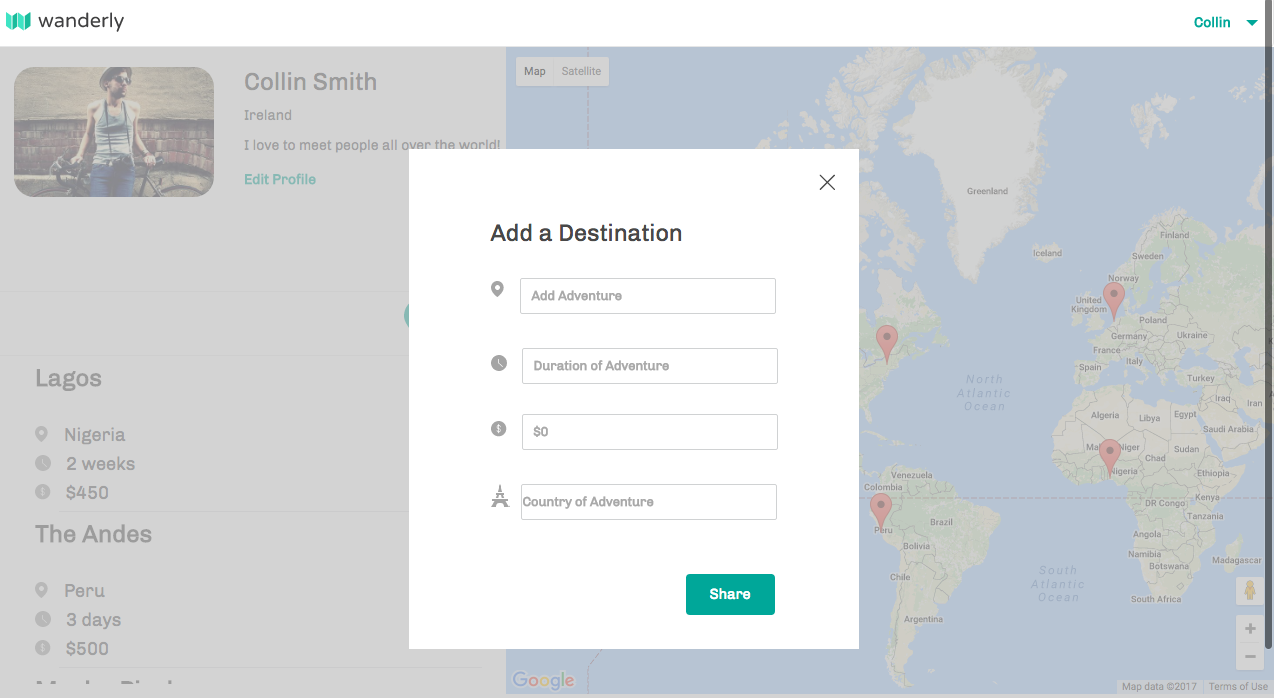 wanderly
Collin
Collin Smith
Ireland
I love to meet people all over the world!
Edit Profile
Lagos
Nigeria
2 weeks
$450
The Andes
Peru
3 days
$500
Add a Destination
Add Adventure
Duration of Adventure
$0
Country of Adventure
Share
Map
Satellite
Greenland
Iceland
Finland
Sweden
Norway
United
Kingdom
Poland
Germany
Ukraine
France
Italy
Spain
Turkey
Iraq
Iran
North
Atlantic
Ocean
Algeria
Libya
Egypt
Saudi Arabia
Niger
Chad
Sudan
Nigeria
Ethiopia
Venezuela
Colombia
Kenya
DR Congo
Tanzania
Peru
Brazil
Bolivia
Angola
Namibia
Botswana
Madagascar
Chile
South
Atlantic
Ocean
South Africa
Argentina
Google
Map data ©2017
Terms of Use